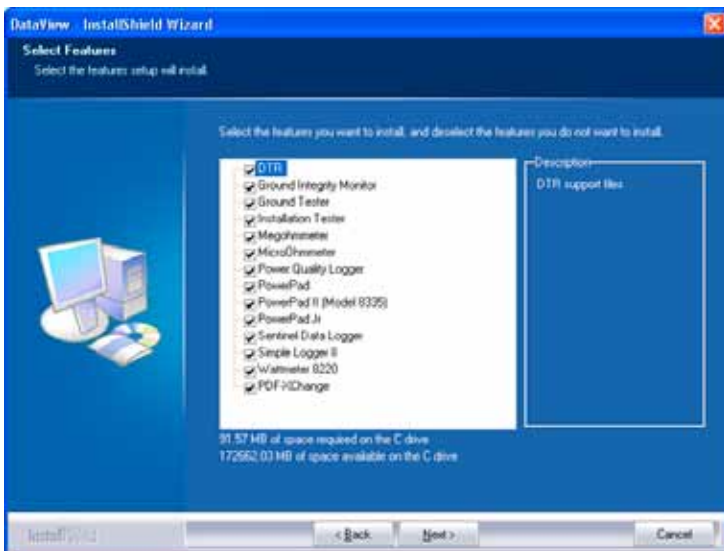 DataView - InstallShield Wizard
Select Features
Select the features setup will install.
Select the features you want to install, and deselect the features you do not want to install.
DTR
Ground Integrity Monitor
Ground Tester
Installation Tester
Megohmmeter
MicroOhmmeter
Power Quality Logger
PowerPad
PowerPad II (Model 8335)
PowerPad Jr
Sentinel Data Logger
Simple Logger II
Wattmeter 8220
PDF-XChange
Description
DTR support files
91.57 MB of space required on the C drive
172662.03 MB of space available on the C drive
InstallShield
< Back
Next >
Cancel